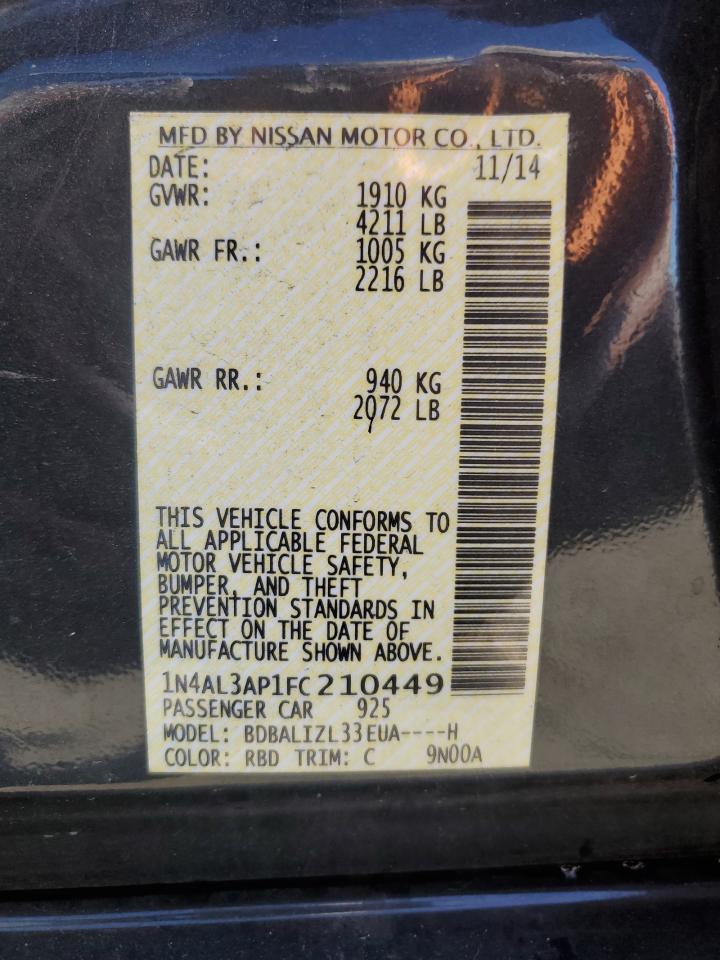 MFD BY NISSAN MOTOR CO., LTD.
DATE: 11/14
GVWR: 1910 KG
4211 LB
GAWR FR.: 1005 KG
2216 LB
GAWR RR.: 940 KG
2072 LB
THIS VEHICLE CONFORMS TO
ALL APPLICABLE FEDERAL
MOTOR VEHICLE SAFETY,
BUMPER, AND THEFT
PREVENTION STANDARDS IN
EFFECT ON THE DATE OF
MANUFACTURE SHOWN ABOVE.
1N4AL3AP1FC210449
PASSENGER CAR 925
MODEL: BDBALIZL33EUA----H
COLOR: RBD TRIM: C 9N00A